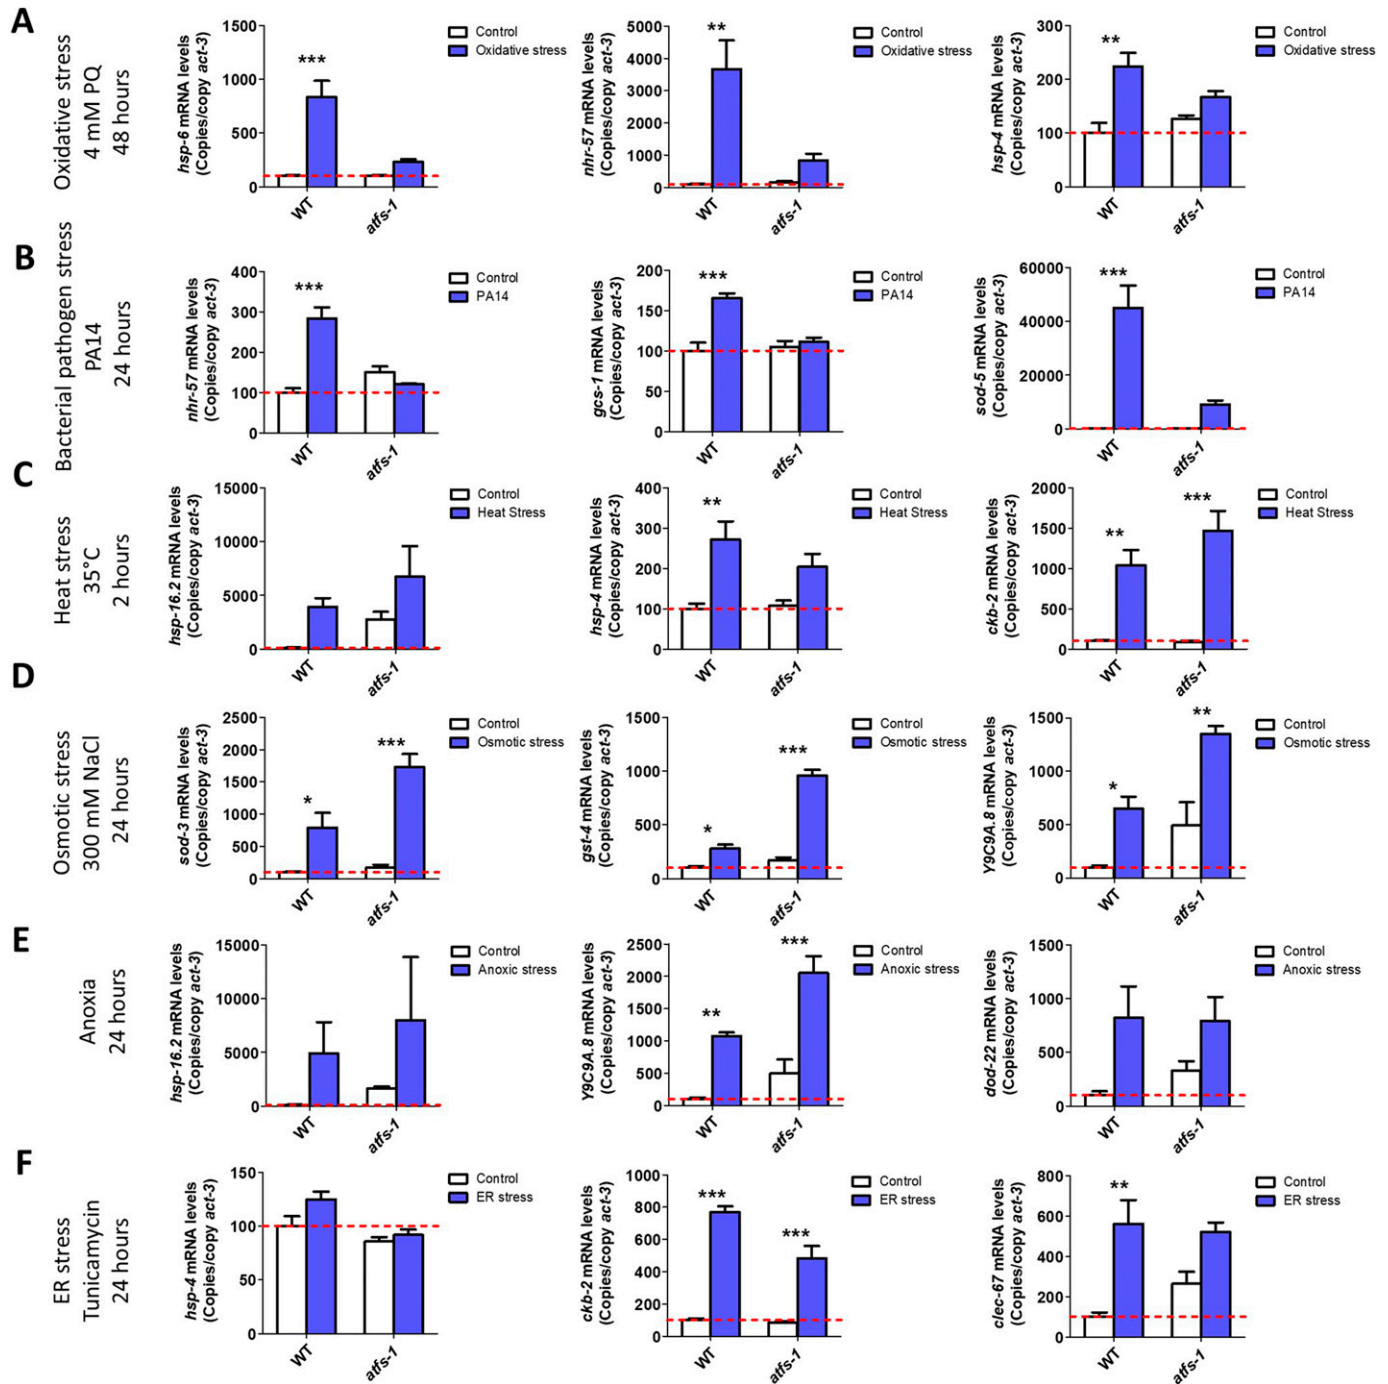 A
Oxidative stress
4 mM PQ
48 hours
hsp-6 mRNA levels
(Copies/copy act-3)
1500
1000
500
0
***
WT
atfs-1
Control
Oxidative stress
nhr-57 mRNA levels
(Copies/copy act-3)
5000
4000
3000
2000
1000
0
**
WT
atfs-1
Control
Oxidative stress
hsp-4 mRNA levels
(Copies/copy act-3)
300
200
100
0
**
WT
atfs-1
Control
Oxidative stress
B
Bacterial pathogen stress
PA14
24 hours
nhr-57 mRNA levels
(Copies/copy act-3)
400
300
200
100
0
***
WT
atfs-1
Control
PA14
gcs-1 mRNA levels
(Copies/copy act-3)
200
150
100
50
0
***
WT
atfs-1
Control
PA14
sod-5 mRNA levels
(Copies/copy act-3)
60000
40000
20000
0
***
WT
atfs-1
Control
PA14
C
Heat stress
35°C
2 hours
hsp-16.2 mRNA levels
(Copies/copy act-3)
15000
10000
5000
0
WT
atfs-1
Control
Heat Stress
hsp-4 mRNA levels
(Copies/copy act-3)
400
300
200
100
0
**
WT
atfs-1
Control
Heat Stress
ckb-2 mRNA levels
(Copies/copy act-3)
2000
1500
1000
500
0
**
***
WT
atfs-1
Control
Heat Stress
D
Osmotic stress
300 mM NaCl
24 hours
sod-3 mRNA levels
(Copies/copy act-3)
2500
2000
1500
1000
500
0
*
***
WT
atfs-1
Control
Osmotic stress
gst-4 mRNA levels
(Copies/copy act-3)
1500
1000
500
0
*
***
WT
atfs-1
Control
Osmotic stress
Y9C9A.8 mRNA levels
(Copies/copy act-3)
1500
1000
500
0
*
**
WT
atfs-1
Control
Osmotic stress
E
Anoxia
24 hours
hsp-16.2 mRNA levels
(Copies/copy act-3)
15000
10000
5000
0
WT
atfs-1
Control
Anoxic stress
Y9C9A.8 mRNA levels
(Copies/copy act-3)
2500
2000
1500
1000
500
0
**
***
WT
atfs-1
Control
Anoxic stress
dod-22 mRNA levels
(Copies/copy act-3)
1500
1000
500
0
WT
atfs-1
Control
Anoxic stress
F
ER stress
Tunicamycin
24 hours
hsp-4 mRNA levels
(Copies/copy act-3)
150
100
50
0
WT
atfs-1
Control
ER stress
ckb-2 mRNA levels
(Copies/copy act-3)
1000
800
600
400
200
0
***
***
WT
atfs-1
Control
ER stress
clec-67 mRNA levels
(Copies/copy act-3)
800
600
400
200
0
**
WT
atfs-1
Control
ER stress